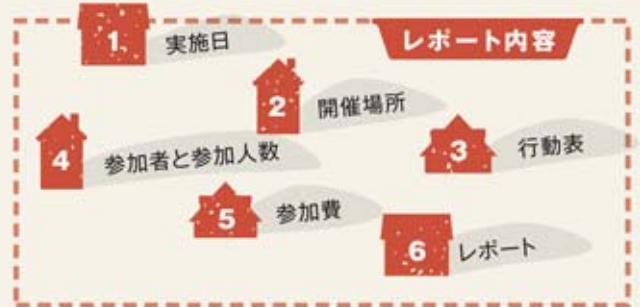 レポート内容
1 実施日
2 開催場所
3 行動表
4 参加者と参加人数
5 参加費
6 レポート